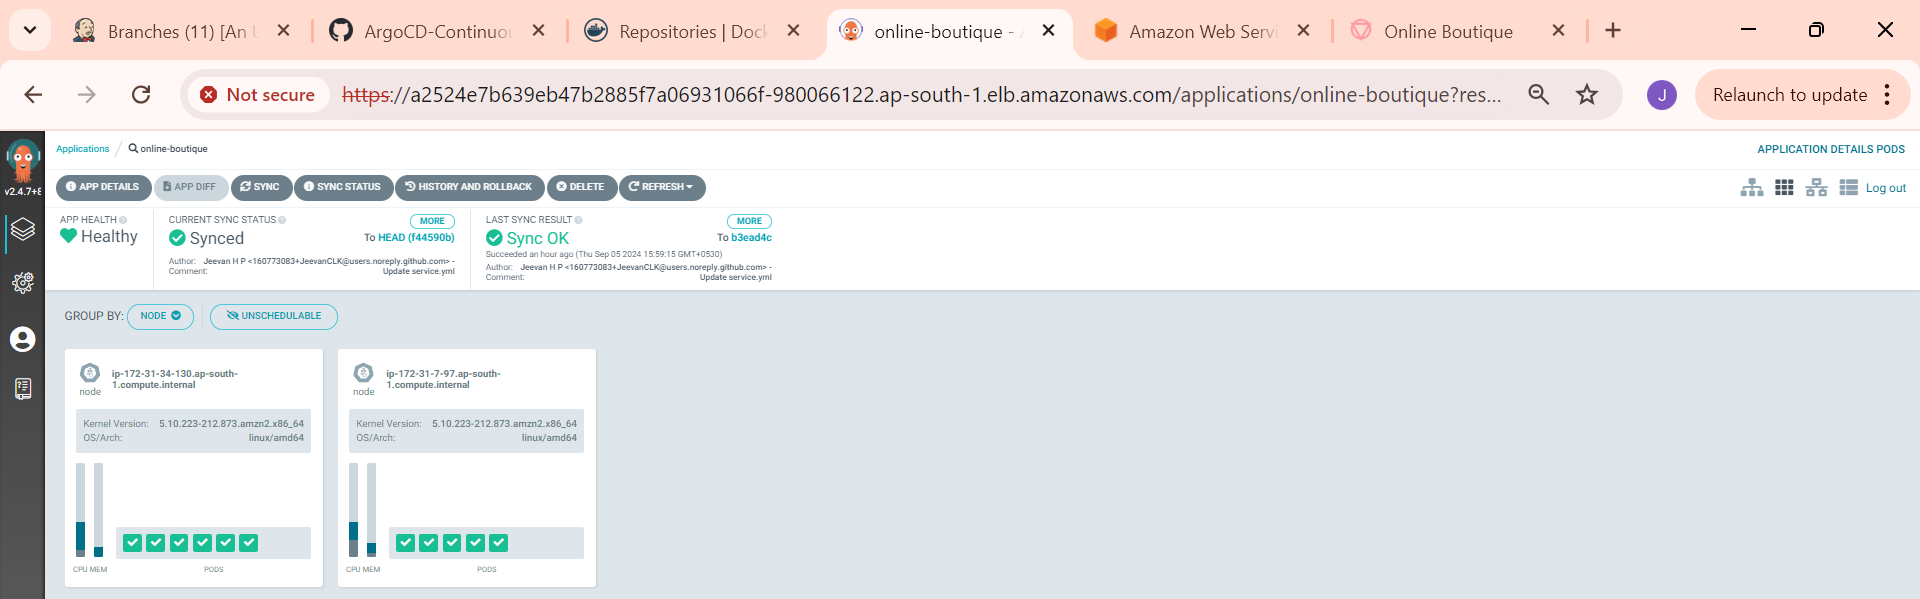 Branches (11) [An
ArgoCD-Continuou
Repositories | Dock
online-boutique -
Amazon Web Servi
Online Boutique
Not secure
https://a2524e7b639eb47b2885f7a06931066f-980066122.ap-south-1.elb.amazonaws.com/applications/online-boutique?res...
J
Relaunch to update
v2.4.7+8
Applications / online-boutique
APPLICATION DETAILS PODS
APP DETAILS
APP DIFF
SYNC
SYNC STATUS
HISTORY AND ROLLBACK
DELETE
REFRESH
Log out
APP HEALTH
Healthy
CURRENT SYNC STATUS
MORE
Synced
To HEAD (f44590b)
Author: Jeevan H P <160773083+JeevanCLK@users.noreply.github.com> -
Comment: Update service.yml
LAST SYNC RESULT
MORE
Sync OK
To b3ead4c
Succeeded an hour ago (Thu Sep 05 2024 15:59:15 GMT+0530)
Author: Jeevan H P <160773083+JeevanCLK@users.noreply.github.com> -
Comment: Update service.yml
GROUP BY: NODE
UNSCHEDULABLE
node
ip-172-31-34-130.ap-south-
1.compute.internal
Kernel Version: 5.10.223-212.873.amzn2.x86_64
OS/Arch: linux/amd64
CPU MEM
PODS
node
ip-172-31-7-97.ap-south-
1.compute.internal
Kernel Version: 5.10.223-212.873.amzn2.x86_64
OS/Arch: linux/amd64
CPU MEM
PODS